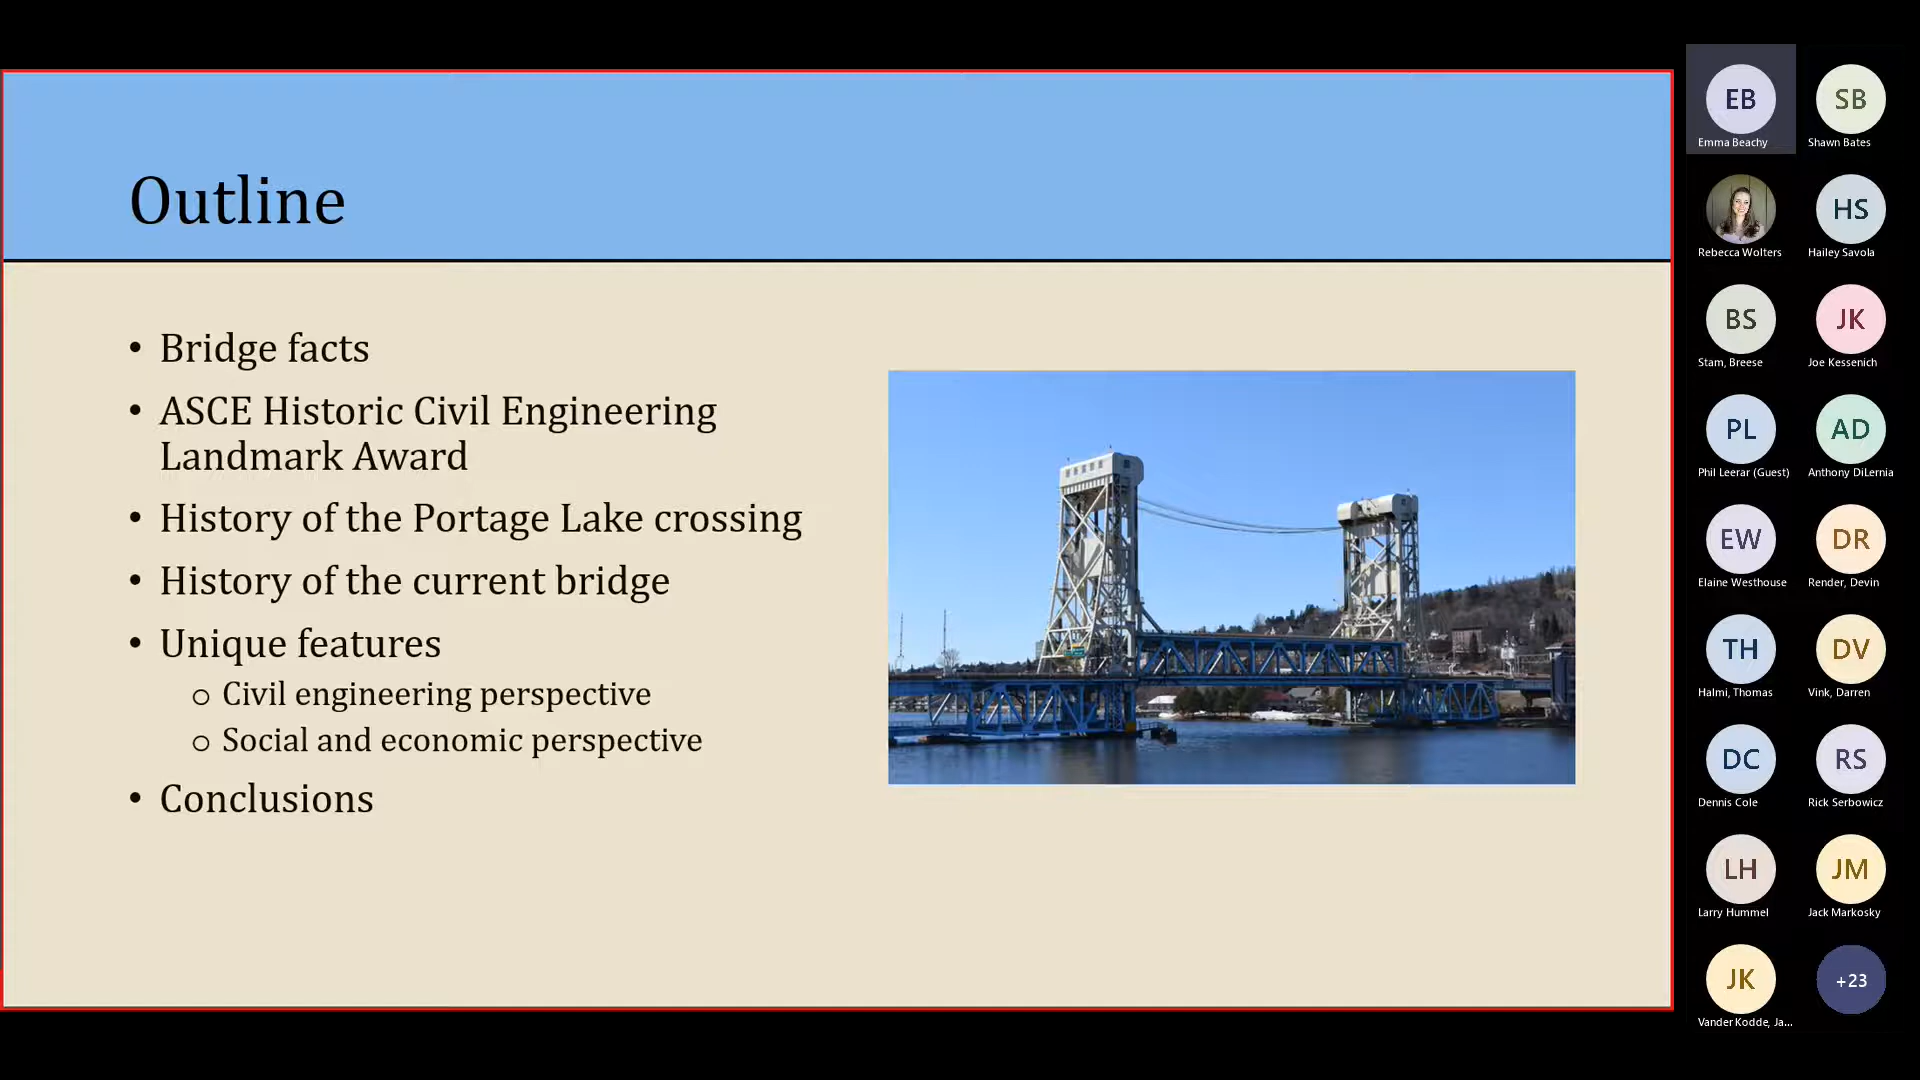 Outline
• Bridge facts
• ASCE Historic Civil Engineering
Landmark Award
• History of the Portage Lake crossing
• History of the current bridge
• Unique features
o Civil engineering perspective
o Social and economic perspective
• Conclusions
EB
Emma Beachy
SB
Shawn Bates
Rebecca Wolters
HS
Hailey Savola
BS
Stam, Breese
JK
Joe Kessenich
PL
Phil Leerar (Guest)
AD
Anthony DiLernia
EW
Elaine Westhouse
DR
Render, Devin
TH
Halmi, Thomas
DV
Vink, Darren
DC
Dennis Cole
RS
Rick Serbowicz
LH
Larry Hummel
JM
Jack Markosky
JK
Vander Kodde, Ja...
+23